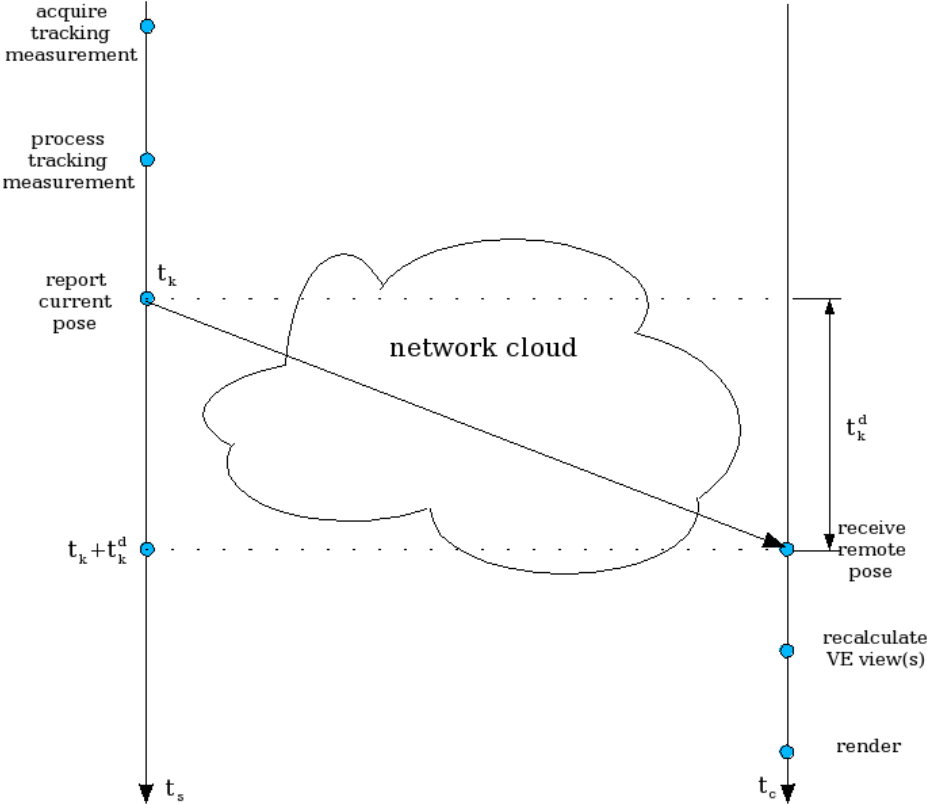 acquire
tracking
measurement
process
tracking
measurement
report
current
pose
t_k
network cloud
t_k^d
t_k+t_k^d
receive
remote
pose
recalculate
VE view(s)
render
t_s
t_c